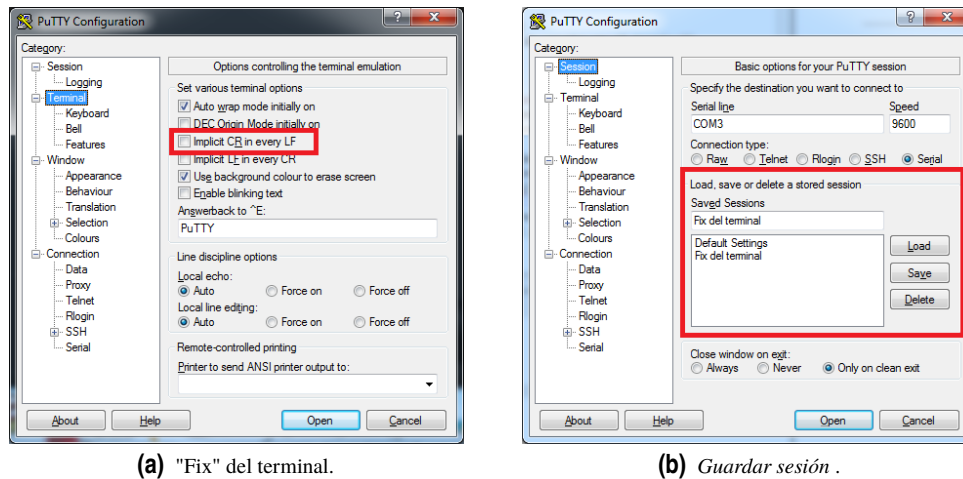 PuTTY Configuration
Category:
Session
Logging
Terminal
Keyboard
Bell
Features
Window
Appearance
Behaviour
Translation
Selection
Colours
Connection
Data
Proxy
Telnet
Rlogin
SSH
Serial
Options controlling the terminal emulation
Set various terminal options
Auto wrap mode initially on
DEC Origin Mode initially on
Implicit CR in every LF
Implicit LF in every CR
Use background colour to erase screen
Enable blinking text
Answerback to ^E:
PuTTY
Line discipline options
Local echo:
Auto Force on Force off
Local line editing:
Auto Force on Force off
Remote-controlled printing
Printer to send ANSI printer output to:
About Help Open Cancel
(a) "Fix" del terminal.
PuTTY Configuration
Category:
Session
Logging
Terminal
Keyboard
Bell
Features
Window
Appearance
Behaviour
Translation
Selection
Colours
Connection
Data
Proxy
Telnet
Rlogin
SSH
Serial
Basic options for your PuTTY session
Specify the destination you want to connect to
Serial line Speed
COM3 9600
Connection type:
Raw Telnet Rlogin SSH Serial
Load, save or delete a stored session
Saved Sessions
Fix del terminal
Default Settings
Fix del terminal
Load
Save
Delete
Close window on exit:
Always Never Only on clean exit
About Help Open Cancel
(b) Guardar sesión .